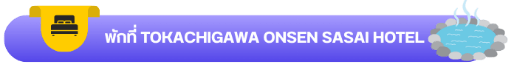 พักที่ TOKACHIGAWA ONSEN SASAI HOTEL